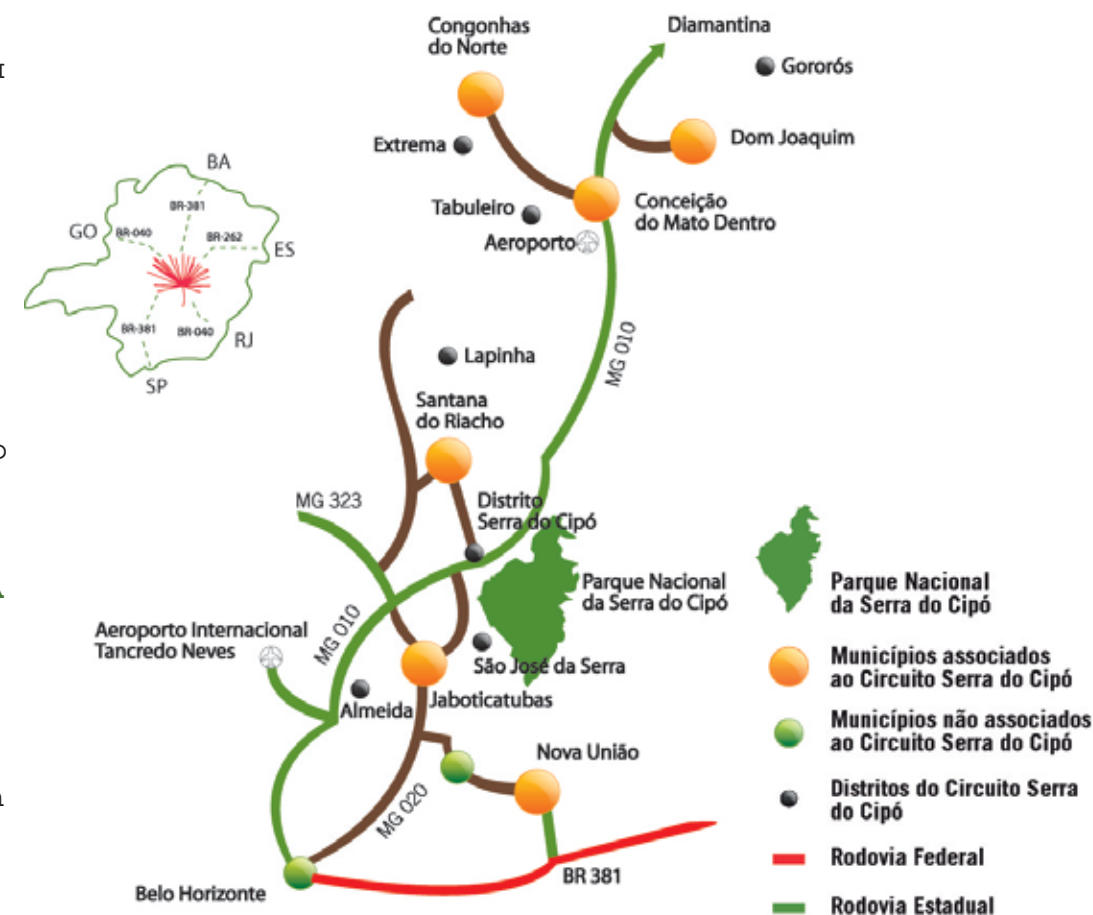 Congonhas
do Norte
Diamantina
Gororós
Extrema
Dom Joaquim
Tabuleiro
Conceição
do Mato Dentro
Aeroporto
BA
BR-381
GO
BR-040
BR-262
ES
BR-381
BR-040
RJ
SP
MG 010
Lapinha
Santana
do Riacho
MG 323
Distrito
Serra do Cipó
Parque Nacional
da Serra do Cipó
Aeroporto Internacional
Tancredo Neves
MG 010
São José da Serra
Almeida
Jaboticatubas
Nova União
MG 020
BR 381
Belo Horizonte
Parque Nacional
da Serra do Cipó
Municípios associados
ao Circuito Serra do Cipó
Municípios não associados
ao Circuito Serra do Cipó
Distritos do Circuito Serra
do Cipó
Rodovia Federal
Rodovia Estadual